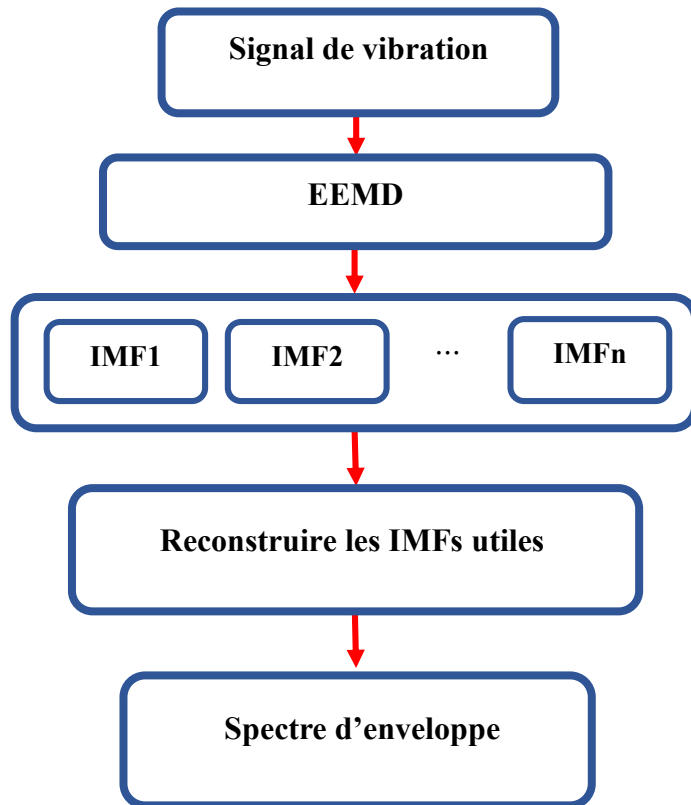 Signal de vibration
EEMD
IMF1 IMF2 ... IMFn
Reconstruire les IMFs utiles
Spectre d’enveloppe